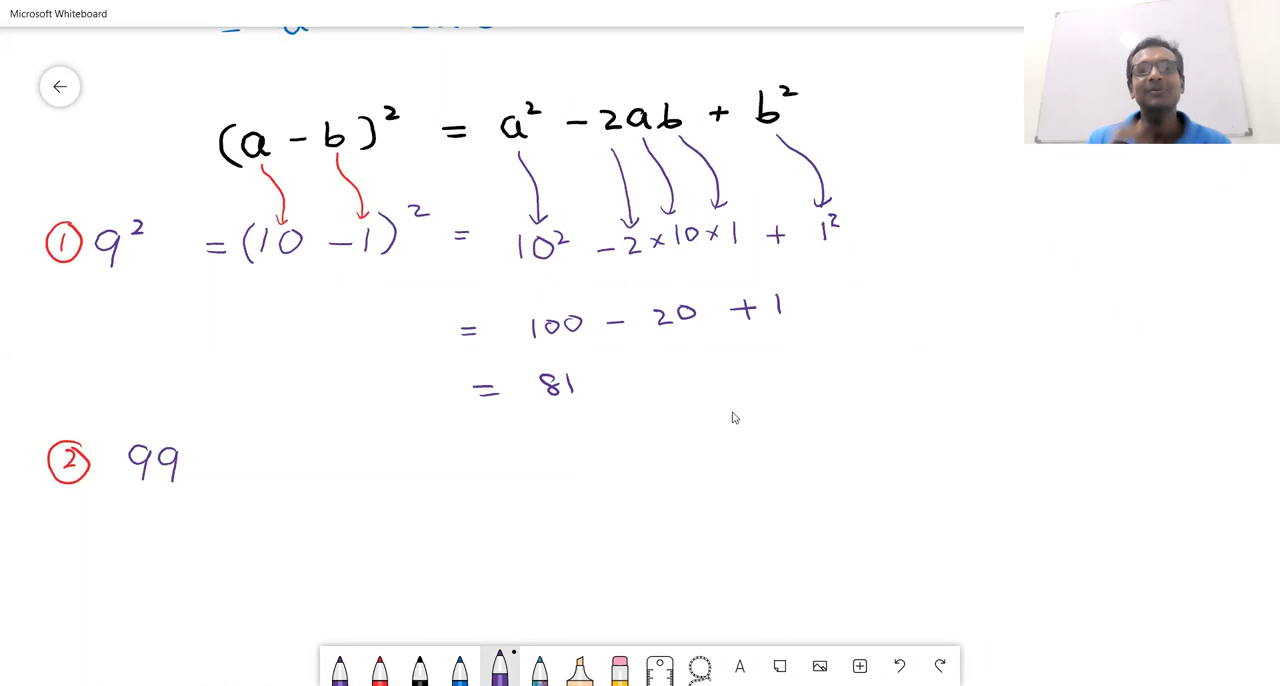 Microsoft Whiteboard
(a - b)² = a² - 2ab + b²
① 9² = (10 - 1)² = 10² - 2 × 10 × 1 + 1²
= 100 - 20 + 1
= 81
② 99
A